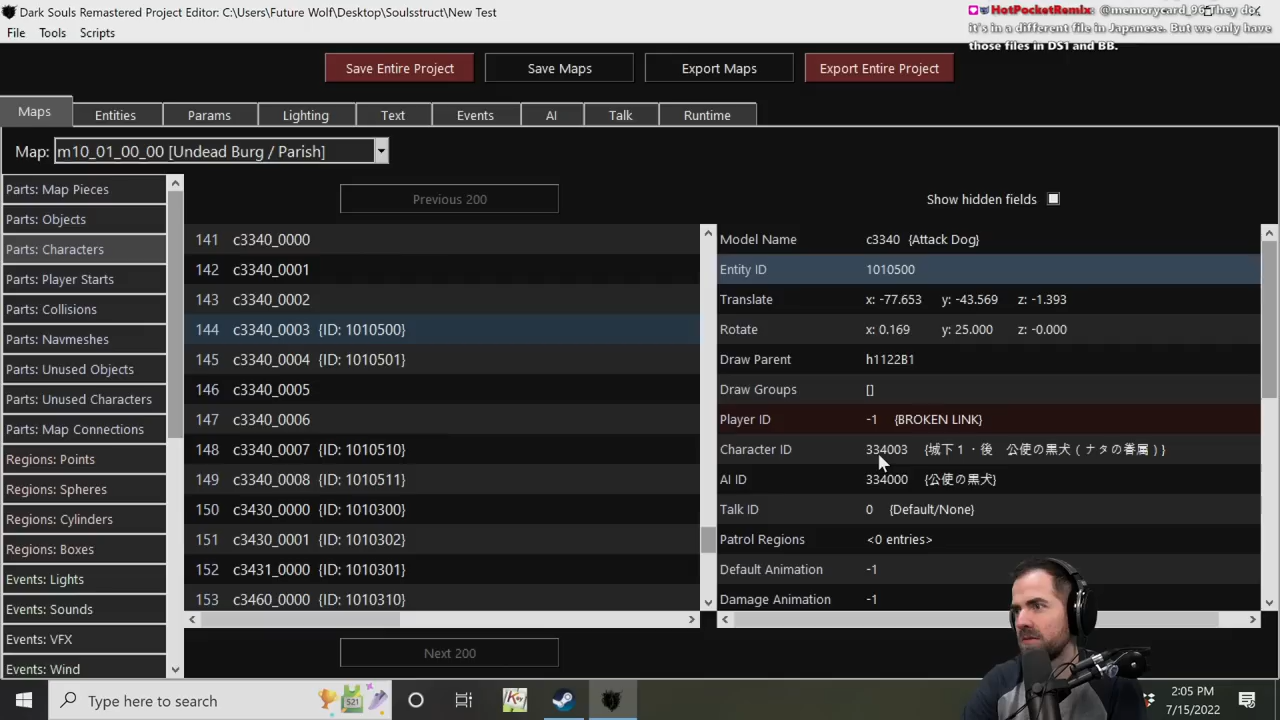 Dark Souls Remastered Project Editor: C:\Users\Future Wolf\Desktop\Soulsstruct\New Test
HotPocketRemix: @memorycard_96 They do,
it's in a different file in Japanese. But we only have
those files in DS1 and BB.
File Tools Scripts
Save Entire Project Save Maps Export Maps Export Entire Project
Maps Entities Params Lighting Text Events AI Talk Runtime
Map: m10_01_00_00 [Undead Burg / Parish]
Parts: Map Pieces
Parts: Objects
Parts: Characters
Parts: Player Starts
Parts: Collisions
Parts: Navmeshes
Parts: Unused Objects
Parts: Unused Characters
Parts: Map Connections
Regions: Points
Regions: Spheres
Regions: Cylinders
Regions: Boxes
Events: Lights
Events: Sounds
Events: VFX
Events: Wind
Previous 200
141 c3340_0000
142 c3340_0001
143 c3340_0002
144 c3340_0003 {ID: 1010500}
145 c3340_0004 {ID: 1010501}
146 c3340_0005
147 c3340_0006
148 c3340_0007 {ID: 1010510}
149 c3340_0008 {ID: 1010511}
150 c3430_0000 {ID: 1010300}
151 c3430_0001 {ID: 1010302}
152 c3431_0000 {ID: 1010301}
153 c3460_0000 {ID: 1010310}
Next 200
Show hidden fields
Model Name c3340 {Attack Dog}
Entity ID 1010500
Translate x: -77.653 y: -43.569 z: -1.393
Rotate x: 0.169 y: 25.000 z: -0.000
Draw Parent h1122B1
Draw Groups []
Player ID -1 {BROKEN LINK}
Character ID 334003 {城下１・後 公使の黒犬（ナタの眷属）}
AI ID 334000 {公使の黒犬}
Talk ID 0 {Default/None}
Patrol Regions <0 entries>
Default Animation -1
Damage Animation -1
Type here to search
2:05 PM
7/15/2022